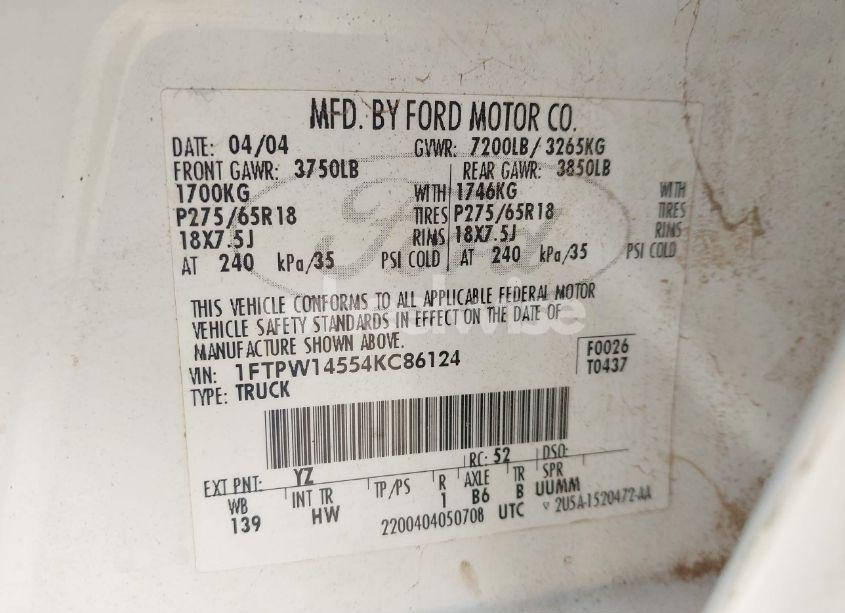 MFD. BY FORD MOTOR CO.
DATE: 04/04 GVWR: 7200LB/ 3265KG
FRONT GAWR: 3750LB REAR GAWR: 3850LB
1700KG WITH 1746KG WITH
P275/65R18 TIRES P275/65R18 TIRES
18X7.5J RIMS 18X7.5J RIMS
AT 240 kPa/35 PSI COLD AT 240 kPa/35 PSI COLD
THIS VEHICLE CONFORMS TO ALL APPLICABLE FEDERAL MOTOR
VEHICLE SAFETY STANDARDS IN EFFECT ON THE DATE OF
MANUFACTURE SHOWN ABOVE.
VIN: 1FTPW14554KC86124 F0026
TYPE: TRUCK T0437
RC: 52 DSO:
EXT PNT: YZ
WB INT TR TP/PS R AXLE TR SPR
139 HW 1 B6 B UUMM
2200404050708 UTC ▽ 2U5A-1520472-AA